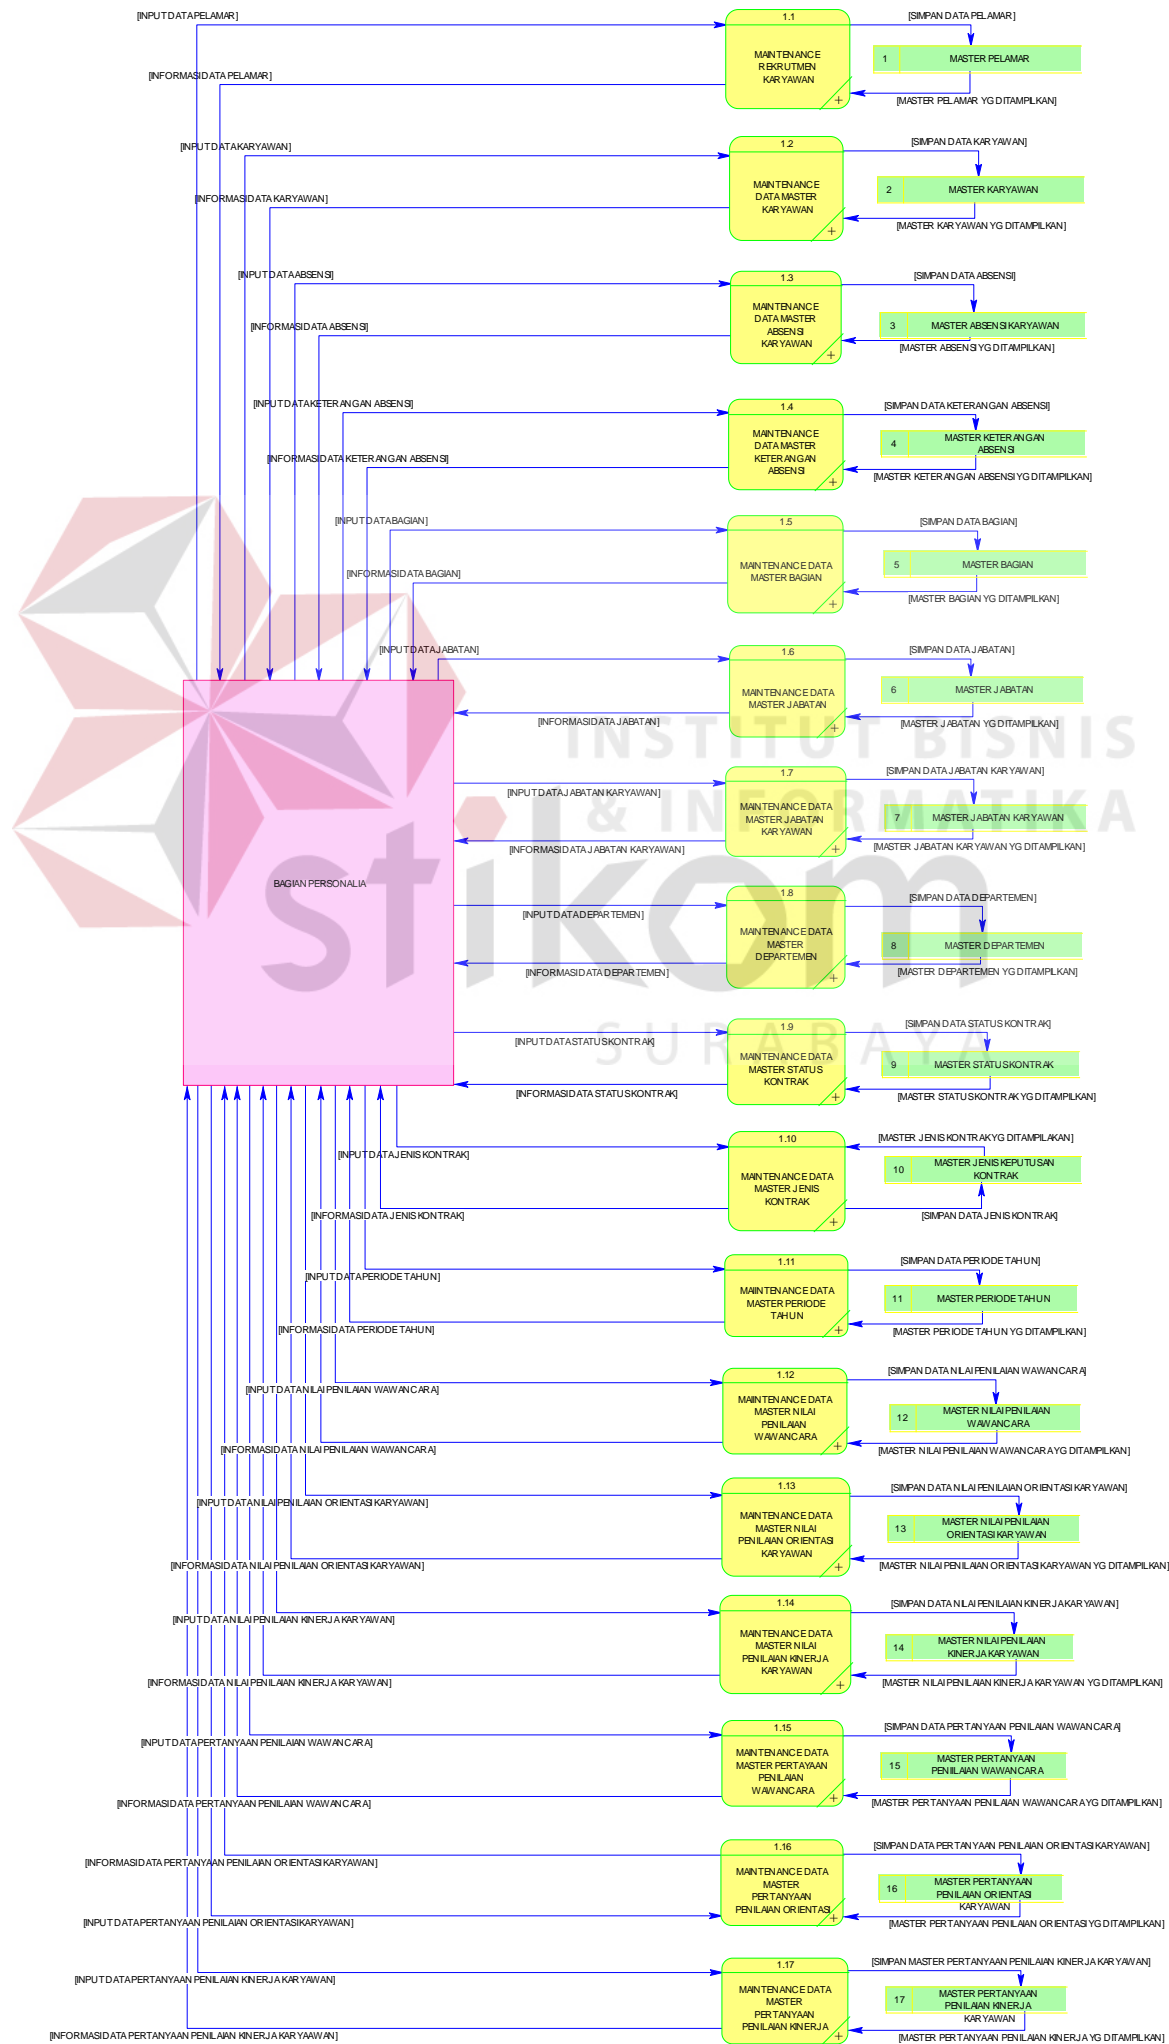 [INPUT DATA PELAMAR]
1.1
[SIMPAN DATA PELAMAR]
MAINTENANCE
REKRUTMEN
KARYAWAN
1
MASTER PELAMAR
[INFORMASI DATA PELAMAR]
[MASTER PELAMAR YG DITAMPILKAN]
[INPUT DATA KARYAWAN]
1.2
[SIMPAN DATA KARYAWAN]
MAINTENANCE
DATA MASTER
KARYAWAN
2
MASTER KARYAWAN
[INFORMASI DATA KARYAWAN]
[MASTER KARYAWAN YG DITAMPILKAN]
[INPUT DATA ABSENSI]
1.3
[SIMPAN DATA ABSENSI]
MAINTENANCE
DATA MASTER
ABSENSI
KARYAWAN
3
MASTER ABSENSI KARYAWAN
[INFORMASI DATA ABSENSI]
[MASTER ABSENSI YG DITAMPILKAN]
[INPUT DATA KETERANGAN ABSENSI]
1.4
[SIMPAN DATA KETERANGAN ABSENSI]
MAINTENANCE
DATA MASTER
KETERANGAN
ABSENSI
4
MASTER KETERANGAN
ABSENSI
[INFORMASI DATA KETERANGAN ABSENSI]
[MASTER KETERANGAN ABSENSI YG DITAMPILKAN]
[INPUT DATA BAGIAN]
1.5
[SIMPAN DATA BAGIAN]
MAINTENANCE DATA
MASTER BAGIAN
5
MASTER BAGIAN
[INFORMASI DATA BAGIAN]
[MASTER BAGIAN YG DITAMPILKAN]
[INPUT DATA JABATAN]
1.6
[SIMPAN DATA JABATAN]
MAINTENANCE DATA
MASTER JABATAN
6
MASTER JABATAN
[INFORMASI DATA JABATAN]
[MASTER JABATAN YG DITAMPILKAN]
INSTITUT BISNIS
& INFORMATIKA
stikom
SURABAYA
BAGIAN PERSONALIA
1.7
[SIMPAN DATA JABATAN KARYAWAN]
[INPUT DATA JABATAN KARYAWAN]
MAINTENANCE DATA
MASTER JABATAN
KARYAWAN
7
MASTER JABATAN KARYAWAN
[INFORMASI DATA JABATAN KARYAWAN]
[MASTER JABATAN KARYAWAN YG DITAMPILKAN]
1.8
[SIMPAN DATA DEPARTEMEN]
[INPUT DATA DEPARTEMEN]
MAINTENANCE DATA
MASTER
DEPARTEMEN
8
MASTER DEPARTEMEN
[INFORMASI DATA DEPARTEMEN]
[MASTER DEPARTEMEN YG DITAMPILKAN]
1.9
[SIMPAN DATA STATUS KONTRAK]
[INPUT DATA STATUS KONTRAK]
MAINTENANCE DATA
MASTER STATUS
KONTRAK
9
MASTER STATUS KONTRAK
[INFORMASI DATA STATUS KONTRAK]
[MASTER STATUS KONTRAK YG DITAMPILKAN]
1.10
[MASTER JENIS KONTRAK YG DITAMPILAKAN]
[INPUT DATA JENIS KONTRAK]
MAINTENANCE DATA
MASTER JENIS
KONTRAK
10
MASTER JENIS KEPUTUSAN
KONTRAK
[INFORMASI DATA JENIS KONTRAK]
[SIMPAN DATA JENIS KONTRAK]
1.11
[SIMPAN DATA PERIODE TAHUN]
[INPUT DATA PERIODE TAHUN]
MAIINTENANCE DATA
MASTER PERIODE
TAHUN
11
MASTER PERIODE TAHUN
[INFORMASI DATA PERIODE TAHUN]
[MASTER PERIODE TAHUN YG DITAMPILKAN]
1.12
[SIMPAN DATA NILAI PENILAIAN WAWANCARA]
[INPUT DATA NILAI PENILAIAN WAWANCARA]
MAINTENANCE DATA
MASTER NILAI
PENILAIAN
WAWANCARA
12
MASTER NILAI PENILAIAN
WAWANCARA
[INFORMASI DATA NILAI PENILAIAN WAWANCARA]
[MASTER NILAI PENILAIAN WAWANCARA YG DITAMPILKAN]
1.13
[SIMPAN DATA NILAI PENILAIAN ORIENTASI KARYAWAN]
[INPUT DATA NILAI PENILAIAN ORIENTASI KARYAWAN]
MAINTENANCE DATA
MASTER NILAI
PENILAIAN ORIENTASI
KARYAWAN
13
MASTER NILAI PENILAIAN
ORIENTASI KARYAWAN
[INFORMASI DATA NILAI PENILAIAN ORIENTASI KARYAWAN]
[MASTER NILAI PENILAIAN ORIENTASI KARYAWAN YG DITAMPILKAN]
1.14
[SIMPAN DATA NILAI PENILAIAN KINERJA KARYAWAN]
[INPUT DATA NILAI PENILAIAN KINERJA KARYAWAN]
MAINTENANCE DATA
MASTER NILAI
PENILAIAN KINERJA
KARYAWAN
14
MASTER NILAI PENILAIAN
KINERJA KARYAWAN
[INFORMASI DATA NILAI PENILAIAN KINERJA KARYAWAN]
[MASTER NILAI PENILAIAN KINERJA KARYAWAN YG DITAMPILKAN]
1.15
[SIMPAN DATA PERTANYAAN PENILAIAN WAWANCARA]
[INPUT DATA PERTANYAAN PENILAIAN WAWANCARA]
MAINTENANCE DATA
MASTER PERTAYAAN
PENILAIAN
WAWANCARA
15
MASTER PERTANYAAN
PENIILAIAN WAWANCARA
[INFORMASI DATA PERTANYAAN PENILAIAN WAWANCARA]
[MASTER PERTANYAAN PENILAIAN WAWANCARA YG DITAMPILKAN]
1.16
[SIMPAN DATA PERTANYAAN PENILAIAN ORIENTASI KARYAWAN]
[INFORMASI DATA PERTANYAAN PENILAIAN ORIENTASI KARYAWAN]
MAINTENANCE DATA
MASTER
PERTANYAAN
PENILAIAN ORIENTASI
16
MASTER PERTANYAAN
PENILAIAN ORIENTASI
KARYAWAN
[INPUT DATA PERTANYAAN PENILAIAN ORIENTASI KARYAWAN]
[MASTER PERTANYAAN PENILAIAN ORIENTASI YG DITAMPILKAN]
1.17
[SIMPAN MASTER PERTANYAAN PENILAIAN KINERJA KARYAWAN]
[INPUT DATA PERTANYAAN PENILAIAN KINERJA KARYAWAN]
MAINTENANCE DATA
MASTER
PERTANYAAN
PENILAIAN KINERJA
17
MASTER PERTANYAAN
PENILAIAN KINERJA
KARYAWAN
[INFORMASI DATA PERTANYAAN PENILAIAN KINERJA KARYAAWAN]
[MASTER PERTANYAAN PENILAIAN KINERJA YG DITAMPILKAN]